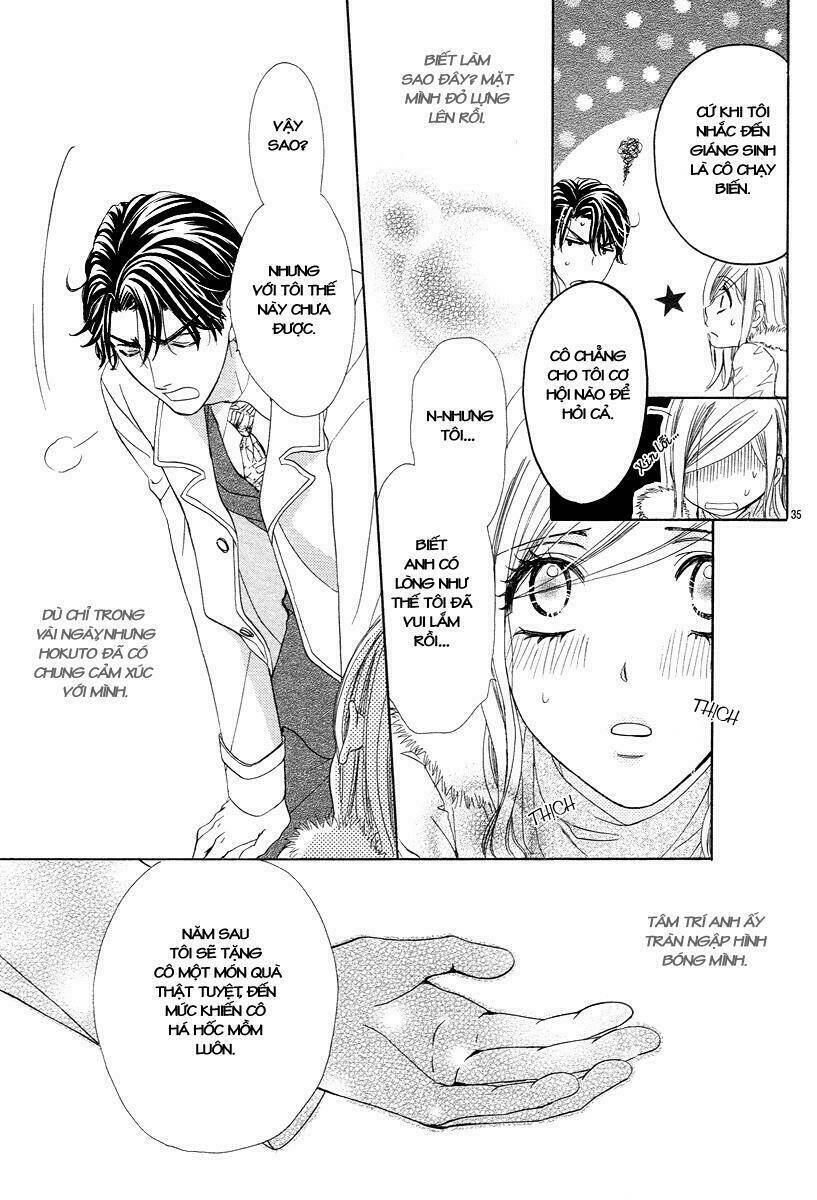 CỨ KHI TÔI
NHẮC ĐẾN
GIÁNG SINH
LÀ CÔ CHẠY
BIẾN.
CÔ CHẲNG
CHO TÔI CƠ
HỘI NÀO ĐỂ
HỎI CẢ.
Xin lỗi...
35
BIẾT LÀM
SAO ĐÂY? MẶT
MÌNH ĐỎ LỰNG
LÊN RỒI.
N-NHƯNG
TÔI...
BIẾT
ANH CÓ
LÒNG NHƯ
THẾ TÔI ĐÃ
VUI LẮM
RỒI...
THỊCH
THỊCH
VẬY
SAO?
NHƯNG
VỚI TÔI THẾ
NÀY CHƯA
ĐƯỢC.
DÙ CHỈ TRONG
VÀI NGÀY,NHƯNG
HOKUTO ĐÃ CÓ
CHUNG CẢM XÚC
VỚI MÌNH.
TÂM TRÍ ANH ẤY
TRÀN NGẬP HÌNH
BÓNG MÌNH.
NĂM SAU
TÔI SẼ TẶNG
CÔ MỘT MÓN QUÀ
THẬT TUYỆT, ĐẾN
MỨC KHIẾN CÔ
HÁ HỐC MỒM
LUÔN.